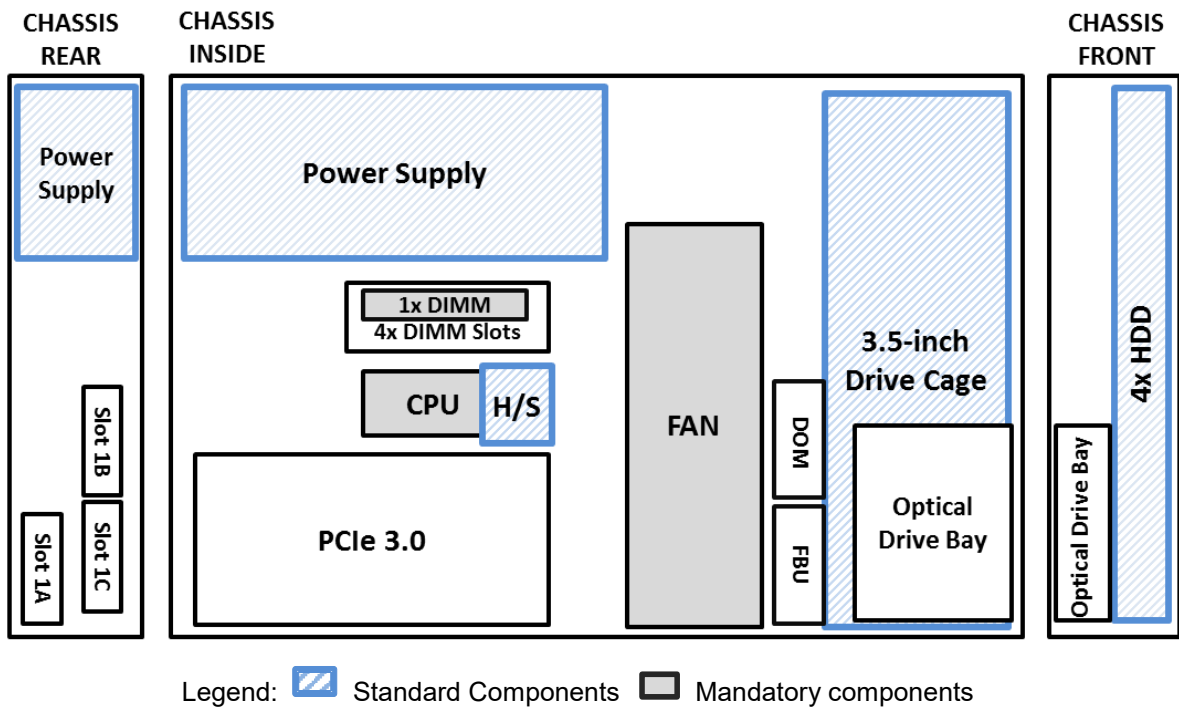 CHASSIS
REAR
Power
Supply
Slot 1B
Slot 1A
Slot 1C
CHASSIS
INSIDE
Power Supply
1x DIMM
4x DIMM Slots
CPU
H/S
PCIe 3.0
FAN
DOM
FBU
3.5-inch
Drive Cage
Optical
Drive Bay
CHASSIS
FRONT
4x HDD
Optical Drive Bay
Legend: Standard Components Mandatory components